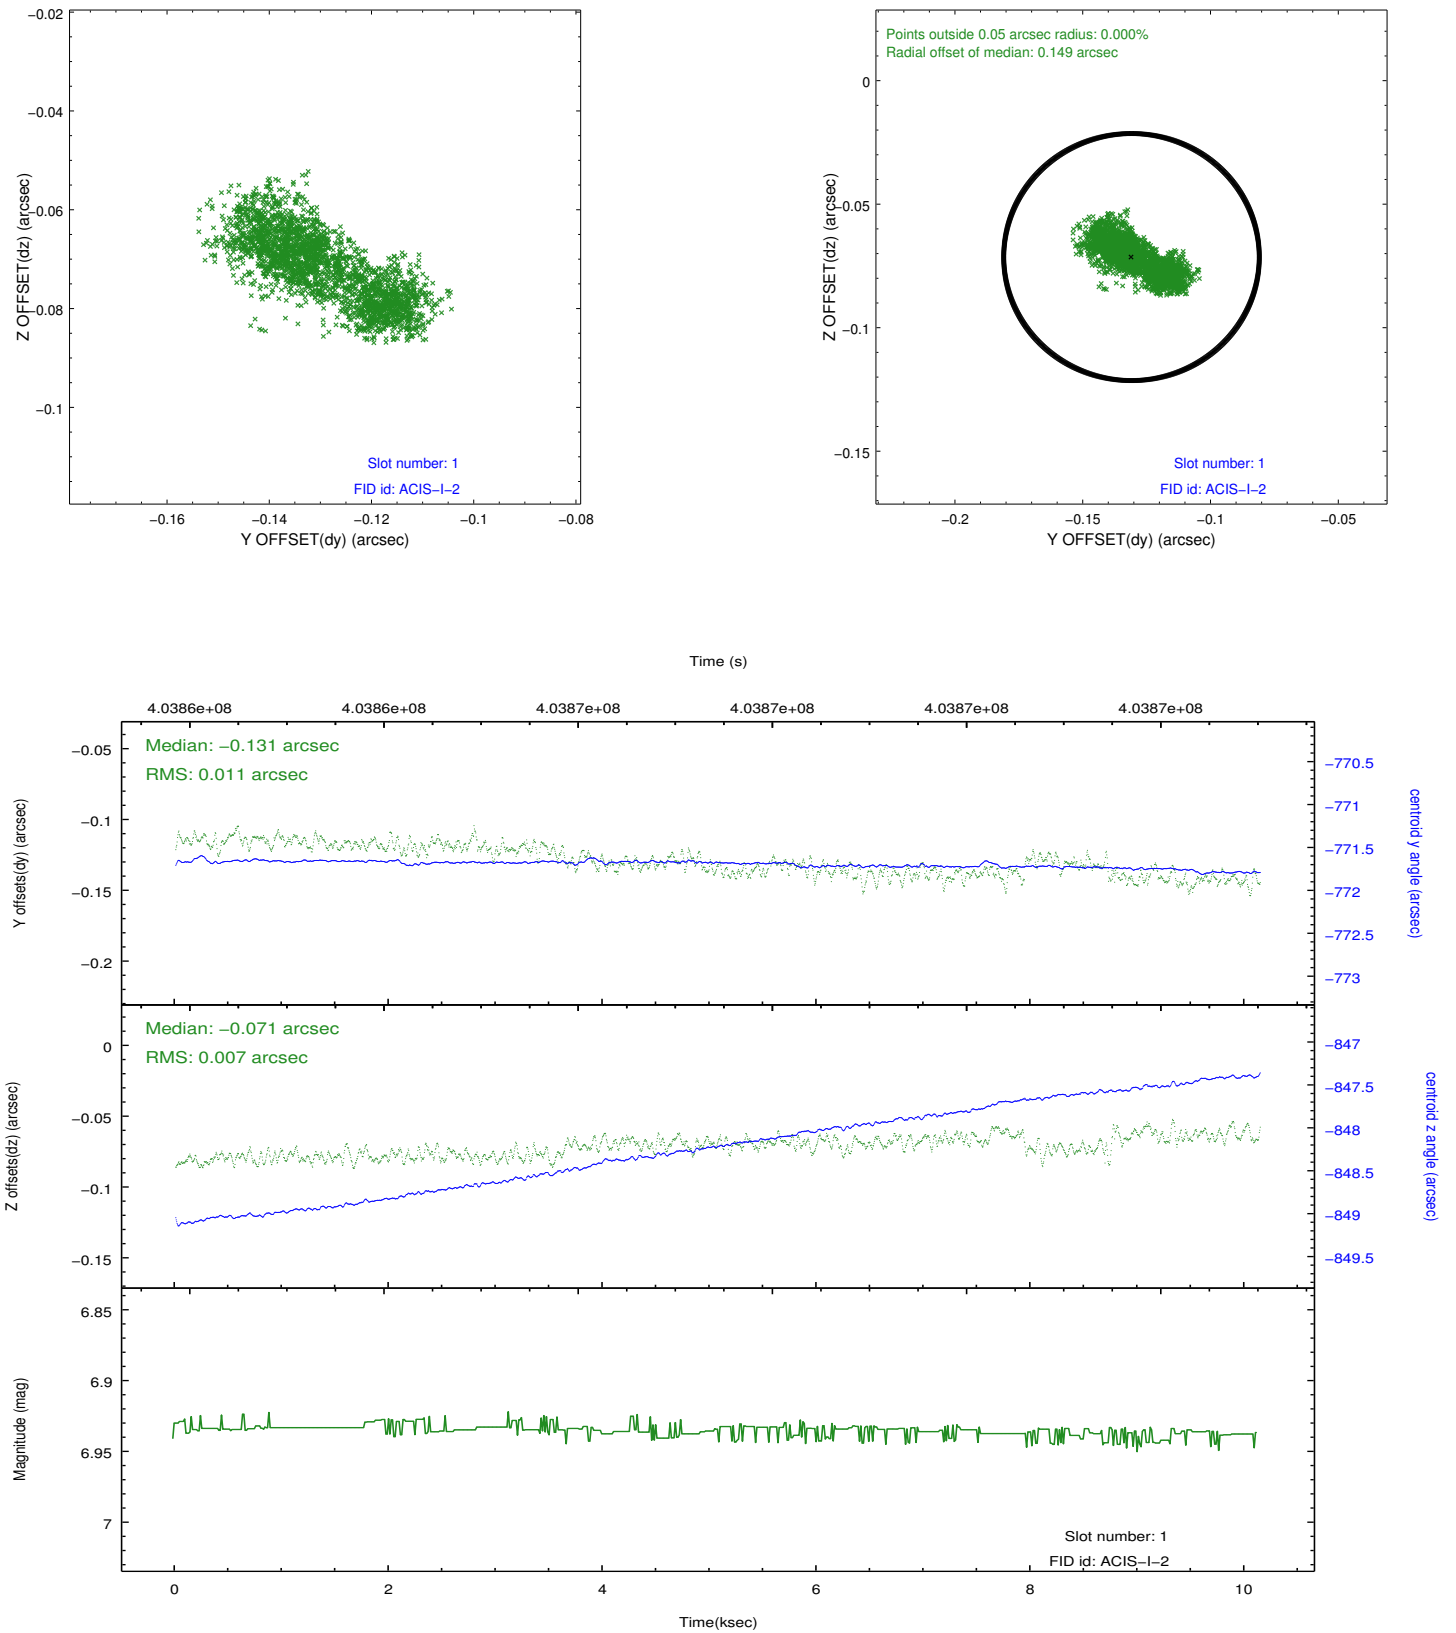 −0.02
−0.04
−0.06
−0.08
−0.1
Z OFFSET(dz) (arcsec)
Slot number: 1
FID id: ACIS−I−2
−0.16
−0.14
−0.12
−0.1
−0.08
Y OFFSET(dy) (arcsec)
Points outside 0.05 arcsec radius: 0.000%
Radial offset of median: 0.149 arcsec
0
−0.05
−0.1
−0.15
Z OFFSET(dz) (arcsec)
Slot number: 1
FID id: ACIS−I−2
−0.2
−0.15
−0.1
−0.05
Y OFFSET(dy) (arcsec)
Time (s)
4.0386e+08
4.0386e+08
4.0387e+08
4.0387e+08
4.0387e+08
4.0387e+08
Median: −0.131 arcsec
RMS: 0.011 arcsec
−0.05
−0.1
−0.15
−0.2
Y offsets(dy) (arcsec)
−770.5
−771
−771.5
−772
−772.5
−773
centroid y angle (arcsec)
Median: −0.071 arcsec
RMS: 0.007 arcsec
0
−0.05
−0.1
−0.15
Z offsets(dz) (arcsec)
−847
−847.5
−848
−848.5
−849
−849.5
centroid z angle (arcsec)
6.85
6.9
6.95
7
Magnitude (mag)
Slot number: 1
FID id: ACIS−I−2
0
2
4
6
8
10
Time(ksec)